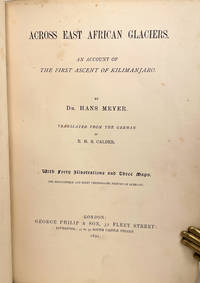 ACROSS EAST AFRICAN GLACIERS.
AN ACCOUNT OF
THE FIRST ASCENT OF KILIMANJARO.
BY
DR. HANS MEYER.
TRANSLATED FROM THE GERMAN
BY
E. H. S. CALDER.
With Forty Illustrations and Three Maps.
LONDON:
GEORGE PHILIP & SON, 32 FLEET STREET:
LIVERPOOL: 45 TO 51 SOUTH CASTLE STREET.